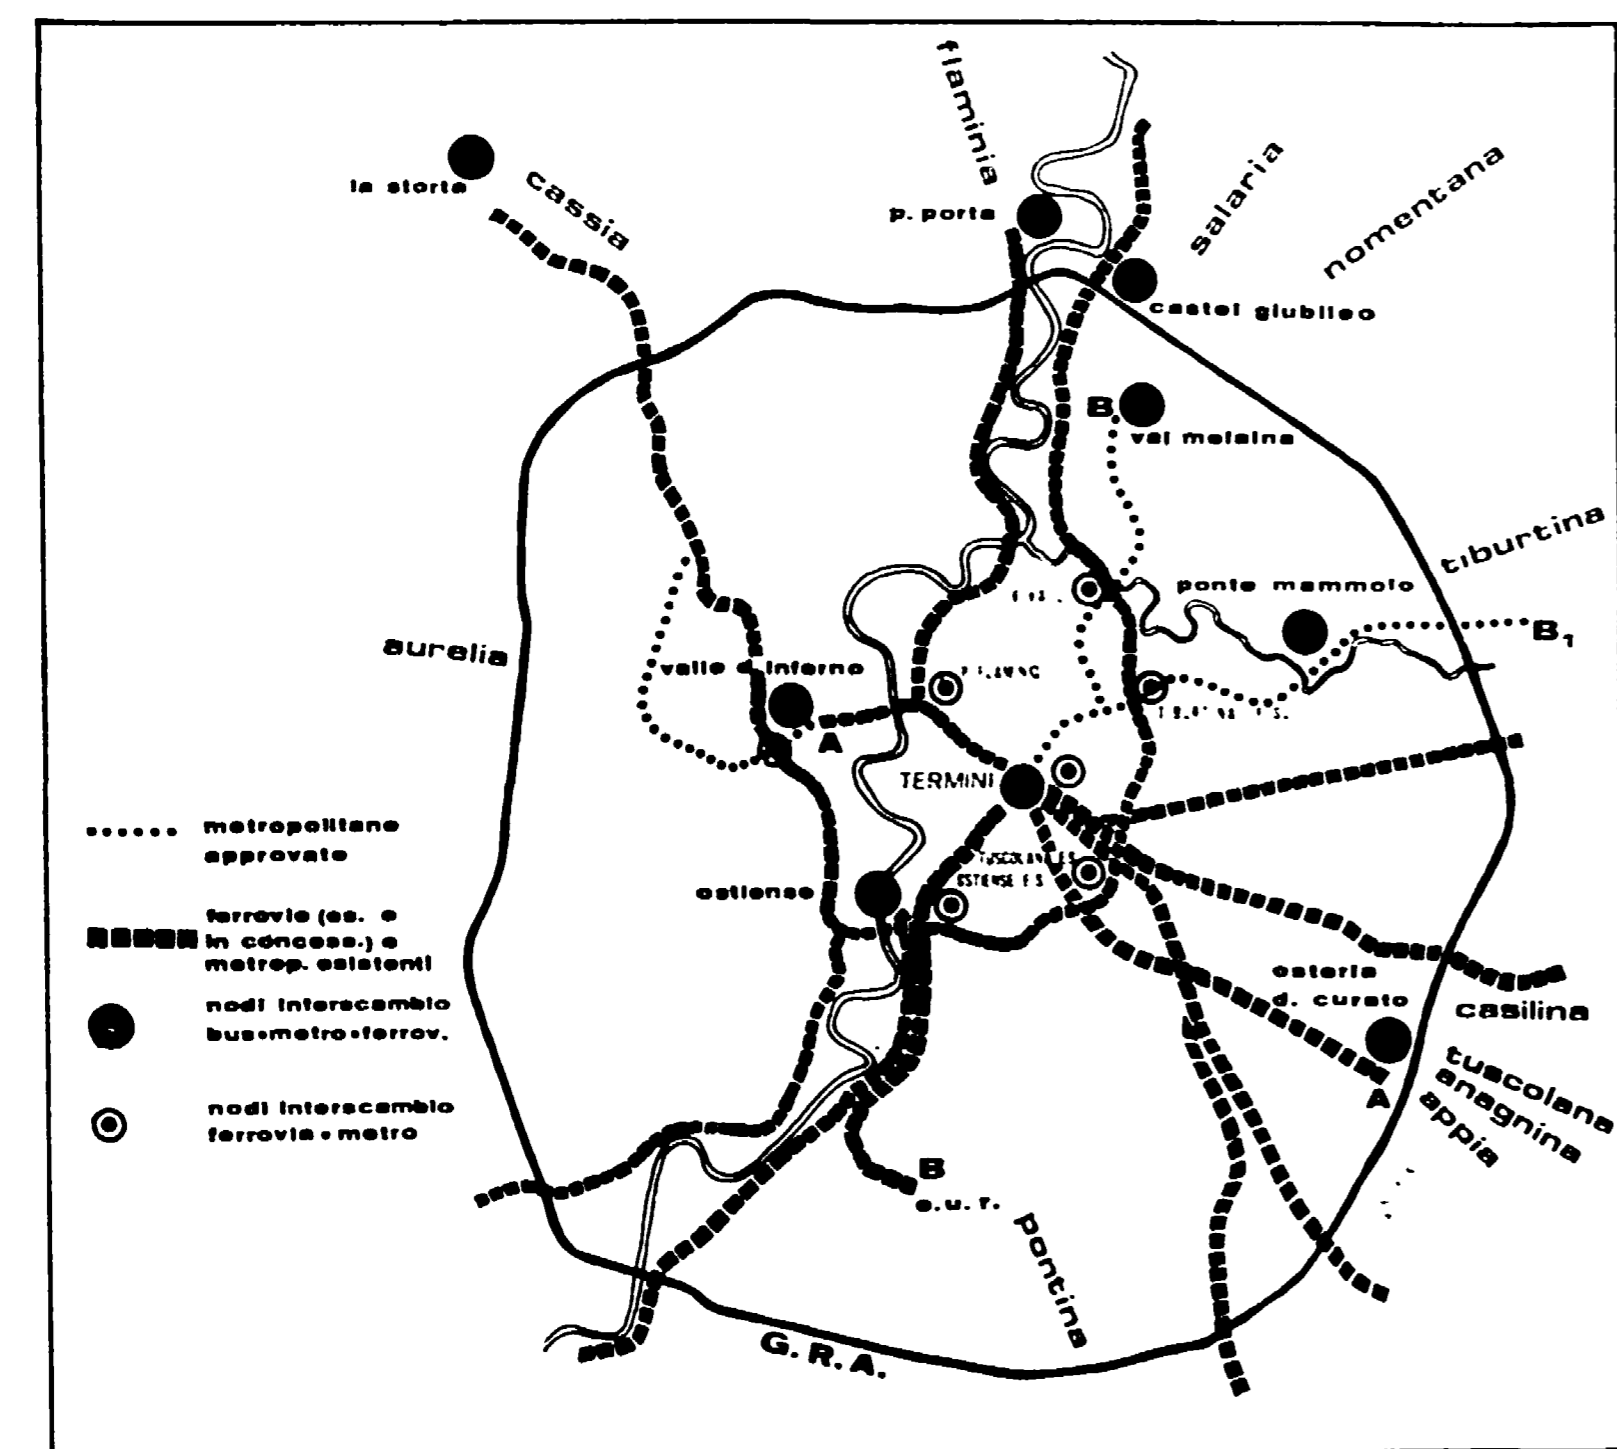 flaminia
la storta
cassia
p. porta
salaria
nomentana
castel giubileo
B
val melaina
tiburtina
ponte mammolo
B1
aurelia
valle d. inferno
A
TERMINI
metropolitane
approvate
TUSCOLANA F.S.
OSTIENSE F.S.
ostiense
ferrovie (es. e
in concess.) e
metrop. esistenti
osteria
d. curato
casilina
nodi interscambio
bus•metro•ferrov.
tuscolana
anagnina
appia
A
nodi interscambio
ferrovia • metro
B
e.u.r.
pontina
G.R.A.